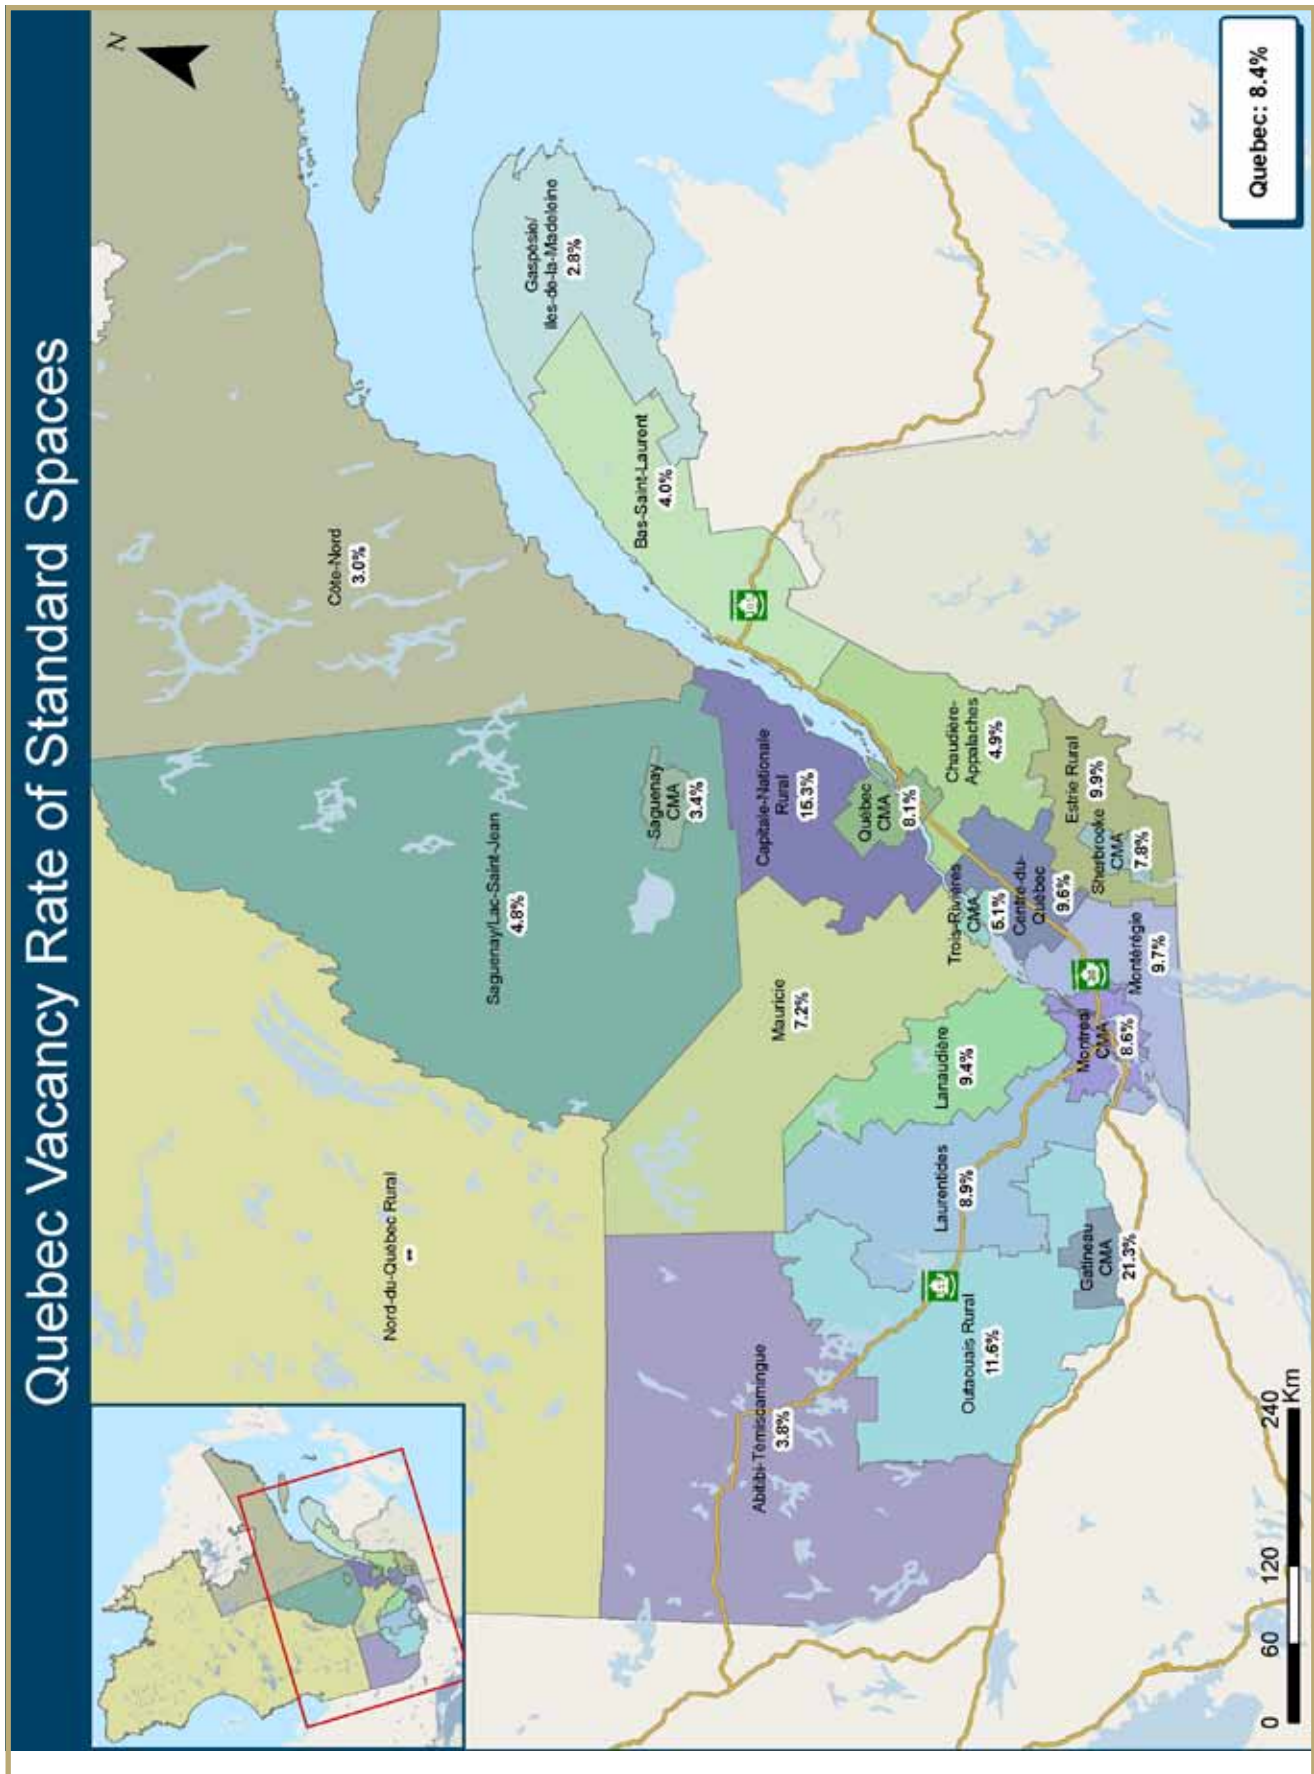 Quebec Vacancy Rate of Standard Spaces
N
Nord-du-Québec Rural
**
Côte-Nord
3.0%
Saguenay/Lac-Saint-Jean
4.8%
Saguenay
CMA
3.4%
Gaspésie/
Iles-de-la-Madeleine
2.8%
Bas-Saint-Laurent
4.0%
Capitale-Nationale
Rural
15.3%
Québec
CMA
8.1%
Mauricie
7.2%
Abitibi-Témiscamingue
3.8%
Lanaudière
9.4%
Laurentides
8.9%
Outaouais Rural
11.6%
Gatineau
CMA
21.3%
Trois-Rivières
CMA
5.1%
Centre-du-
Québec
9.6%
Chaudière-
Appalaches
4.9%
Estrie Rural
9.9%
Sherbrooke
CMA
7.8%
Montréal
CMA
8.6%
Montérégie
9.7%
0 60 120 240
Km
Quebec: 8.4%